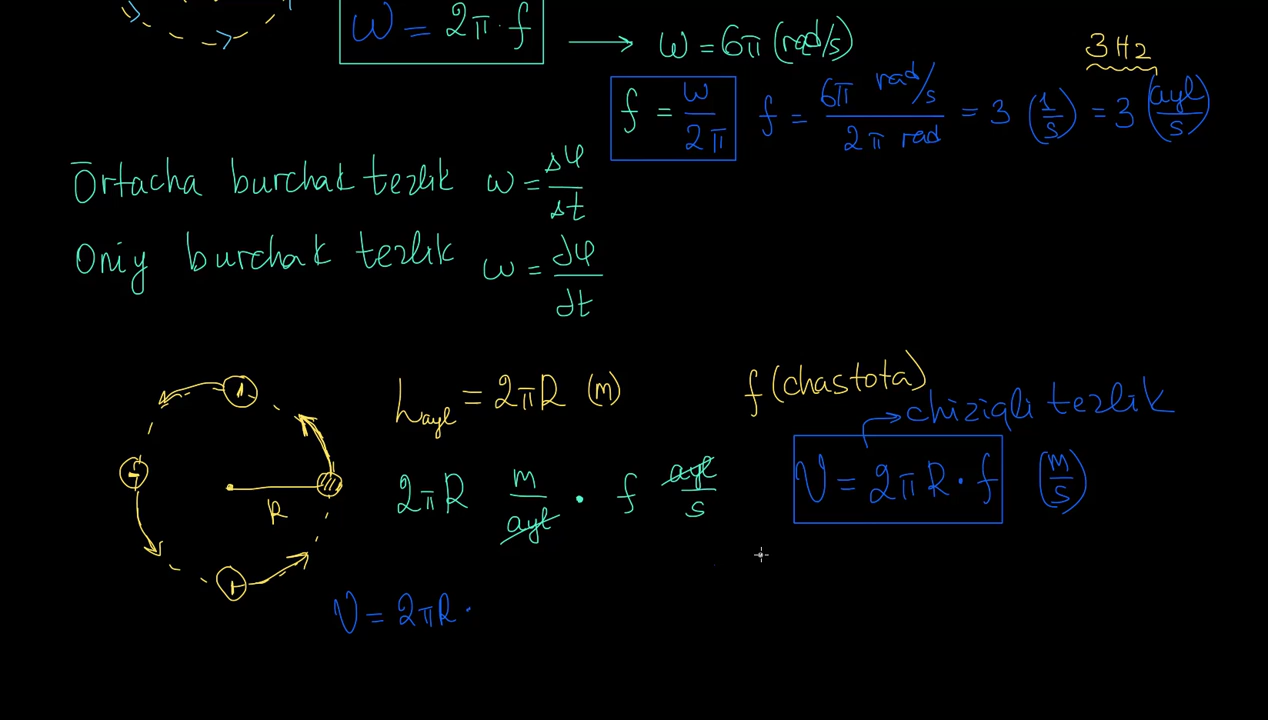 ω = 2π · f → ω = 6π (rad/s)
3 Hz
f = ω/2π f = 6π rad/s / 2π rad = 3 (1/s) = 3 (ayl/s)
Ōrtacha burchak tezlik ω = Δφ/Δt
Oniy burchak tezlik ω = dφ/dt
hayl = 2πR (m) f (chastota)
chiziqli tezlik
2πR m/ayl · f ayl/s
V = 2πR · f (m/s)
R
V = 2πR ·